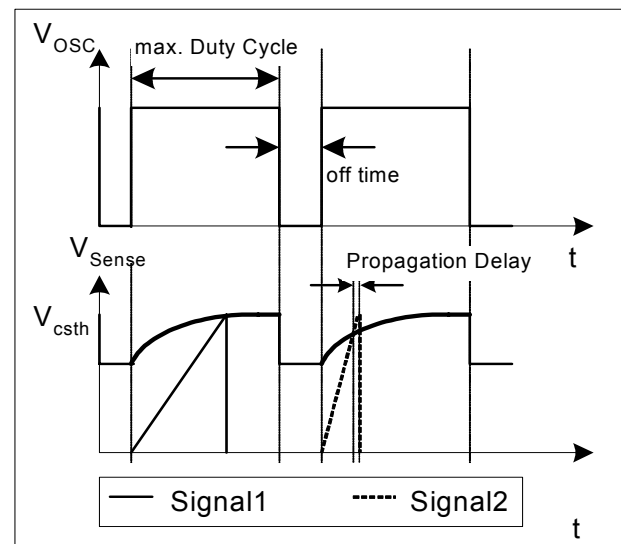 V_OSC
max. Duty Cycle
off time
t
V_Sense
Propagation Delay
V_csth
Signal1 Signal2
t